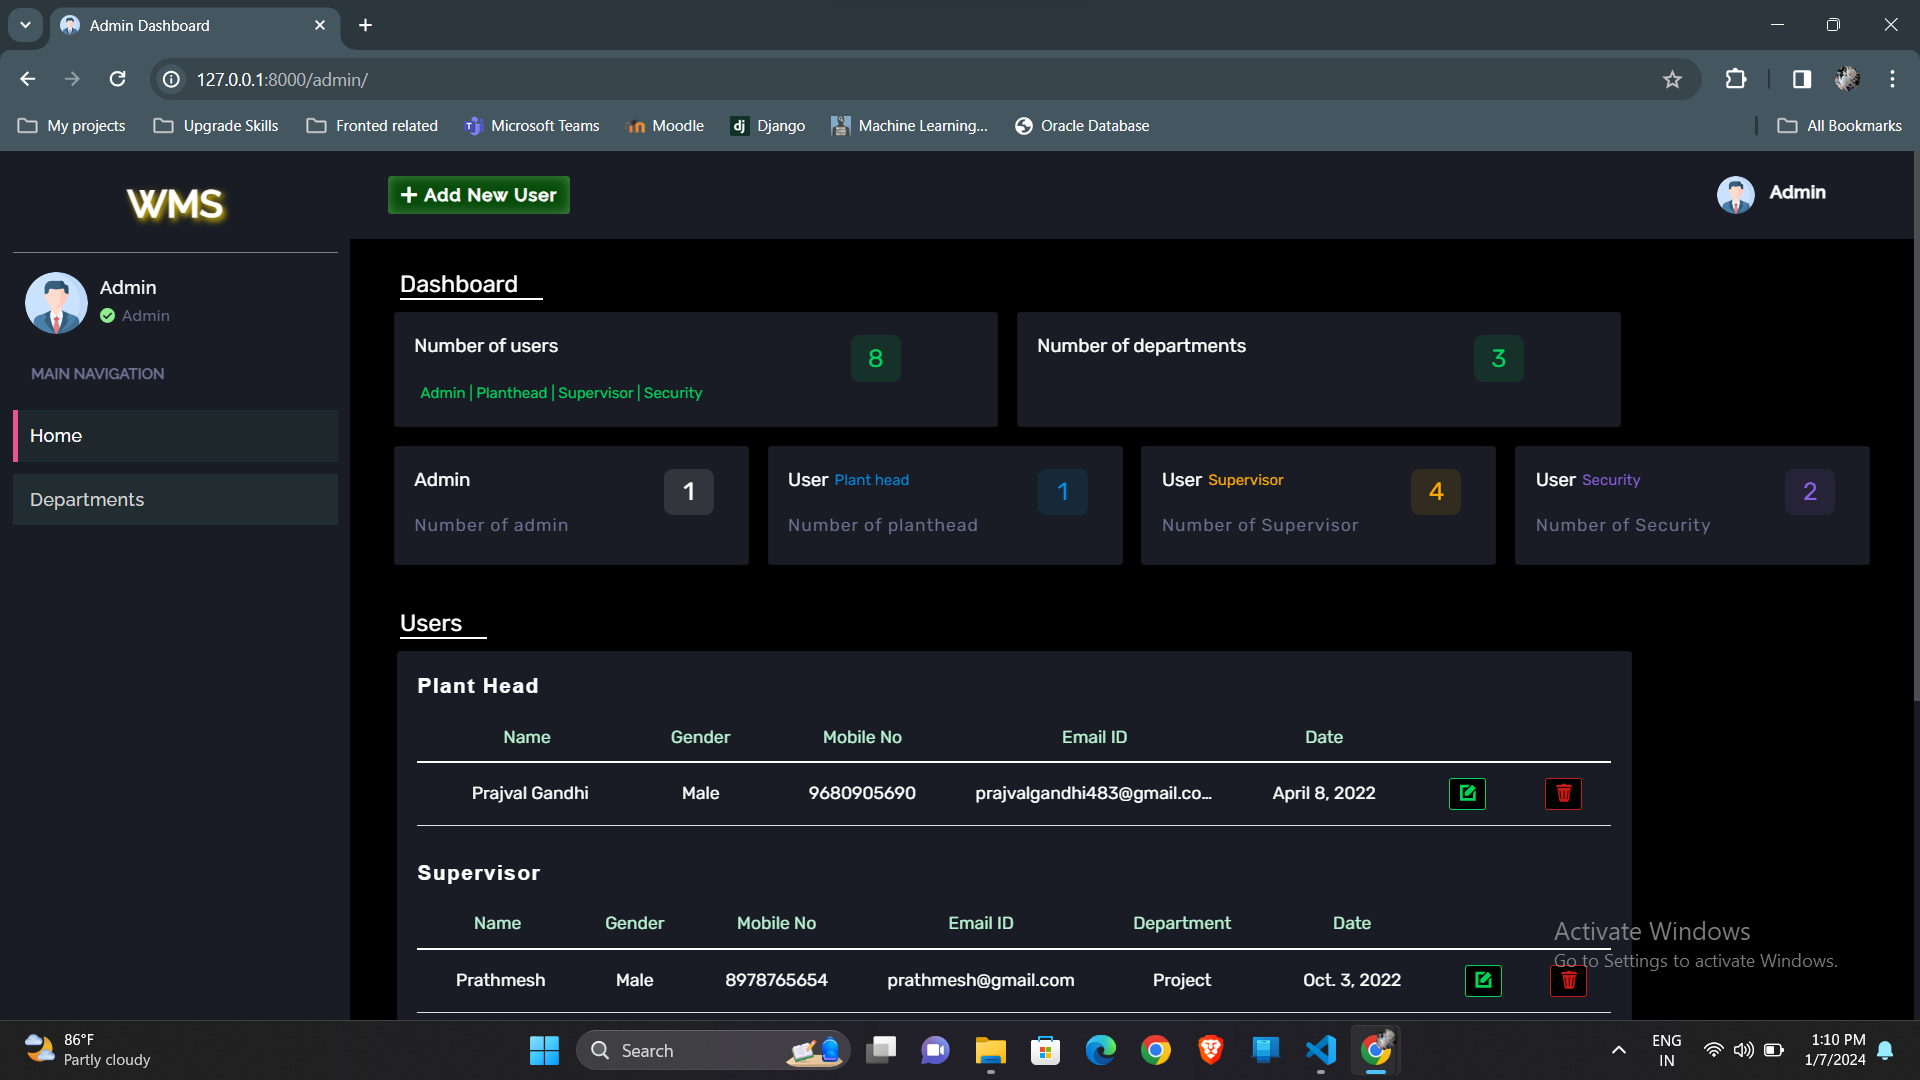 Admin Dashboard
127.0.0.1:8000/admin/
My projects
Upgrade Skills
Fronted related
Microsoft Teams
Moodle
dj Django
Machine Learning...
Oracle Database
All Bookmarks
WMS
+ Add New User
Admin
Admin
Admin
MAIN NAVIGATION
Home
Departments
Dashboard
Number of users
8
Admin | Planthead | Supervisor | Security
Number of departments
3
Admin
1
Number of admin
User Plant head
1
Number of planthead
User Supervisor
4
Number of Supervisor
User Security
2
Number of Security
Users
Plant Head
Name Gender Mobile No Email ID Date
Prajval Gandhi Male 9680905690 prajvalgandhi483@gmail.co... April 8, 2022
Supervisor
Name Gender Mobile No Email ID Department Date
Prathmesh Male 8978765654 prathmesh@gmail.com Project Oct. 3, 2022
Activate Windows
Go to Settings to activate Windows.
86°F
Partly cloudy
Search
ENG
IN
1:10 PM
1/7/2024